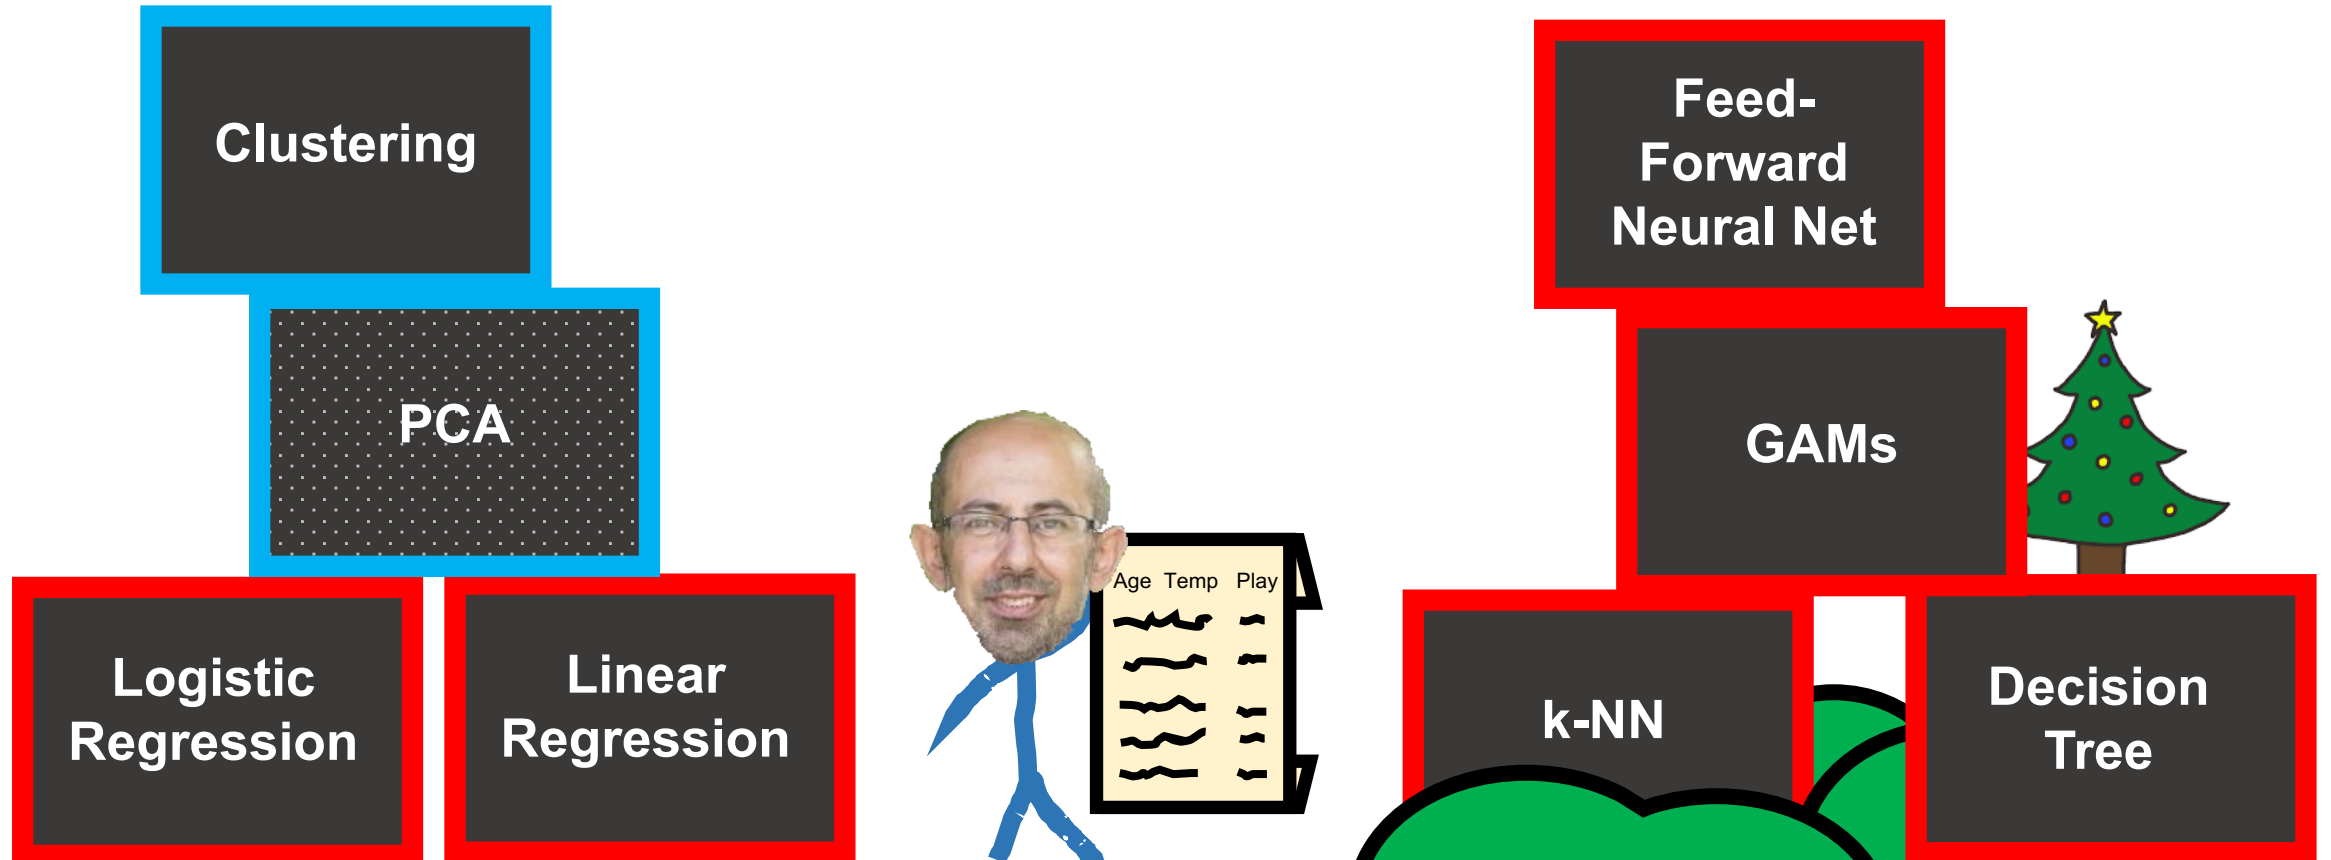 Clustering
PCA
Logistic
Regression
Linear
Regression
Age Temp Play
Feed-
Forward
Neural Net
GAMs
k-NN
Decision
Tree